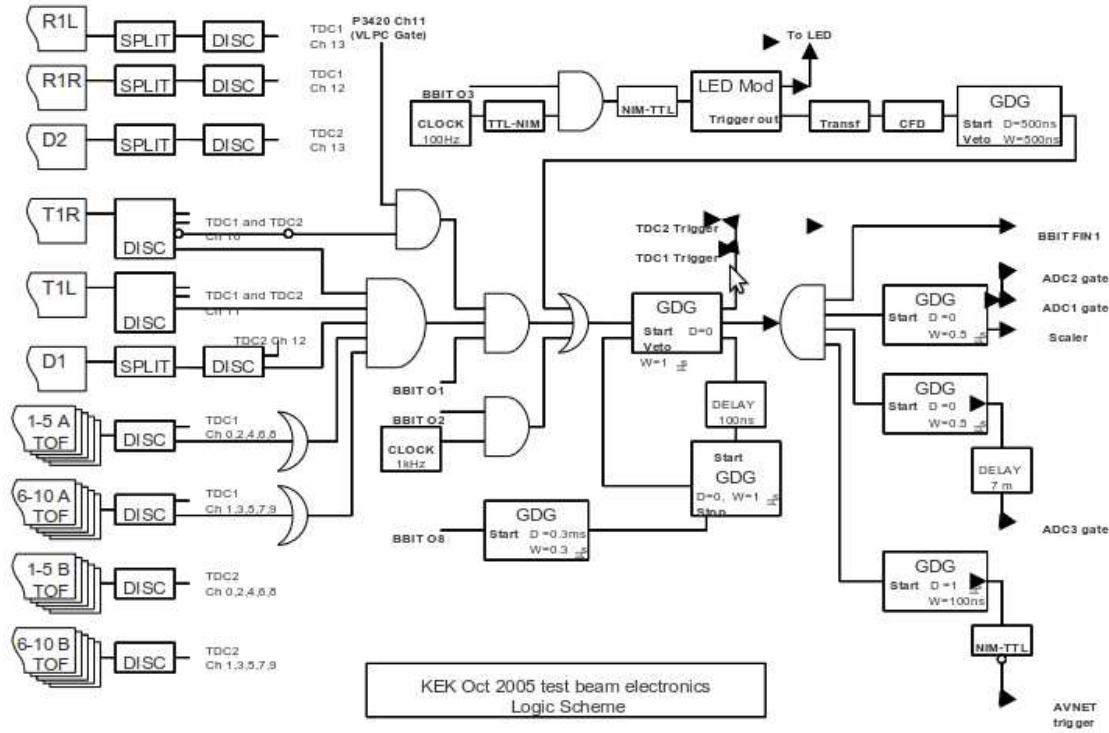 R1L
SPLIT
DISC
TDC1
Ch 13
P3420 Ch11
(VLPC Gate)
R1R
SPLIT
DISC
TDC1
Ch 12
D2
SPLIT
DISC
TDC2
Ch 13
T1R
DISC
TDC1 and TDC2
Ch 10
T1L
DISC
TDC1 and TDC2
Ch 11
D1
SPLIT
DISC
TDC2 Ch 12
1-5 A
TOF
DISC
TDC1
Ch 0,2,4,6,8
6-10 A
TOF
DISC
TDC1
Ch 1,3,5,7,9
1-5 B
TOF
DISC
TDC2
Ch 0,2,4,6,8
6-10 B
TOF
DISC
TDC2
Ch 1,3,5,7,9
BBIT O3
CLOCK
100Hz
TTL-NIM
NIM-TTL
LED Mod
Trigger out
To LED
Transf
CFD
GDG
Start D=500ns
Veto W=500ns
TDC2 Trigger
TDC1 Trigger
GDG
Start D=0
Veto
W=1 s
BBIT O1
BBIT O2
CLOCK
1kHz
DELAY
100ns
Start
GDG
D=0, W=1 s
Stop
BBIT O8
GDG
Start D =0.3ms
W=0.3 s
BBIT FIN1
GDG
Start D =0
W=0.5 s
ADC2 gate
ADC1 gate
Scaler
GDG
Start D =0
W=0.5 s
DELAY
7 m
ADC3 gate
GDG
Start D=1 s
W=100ns
NIM-TTL
AVNET
trigger
KEK Oct 2005 test beam electronics
Logic Scheme